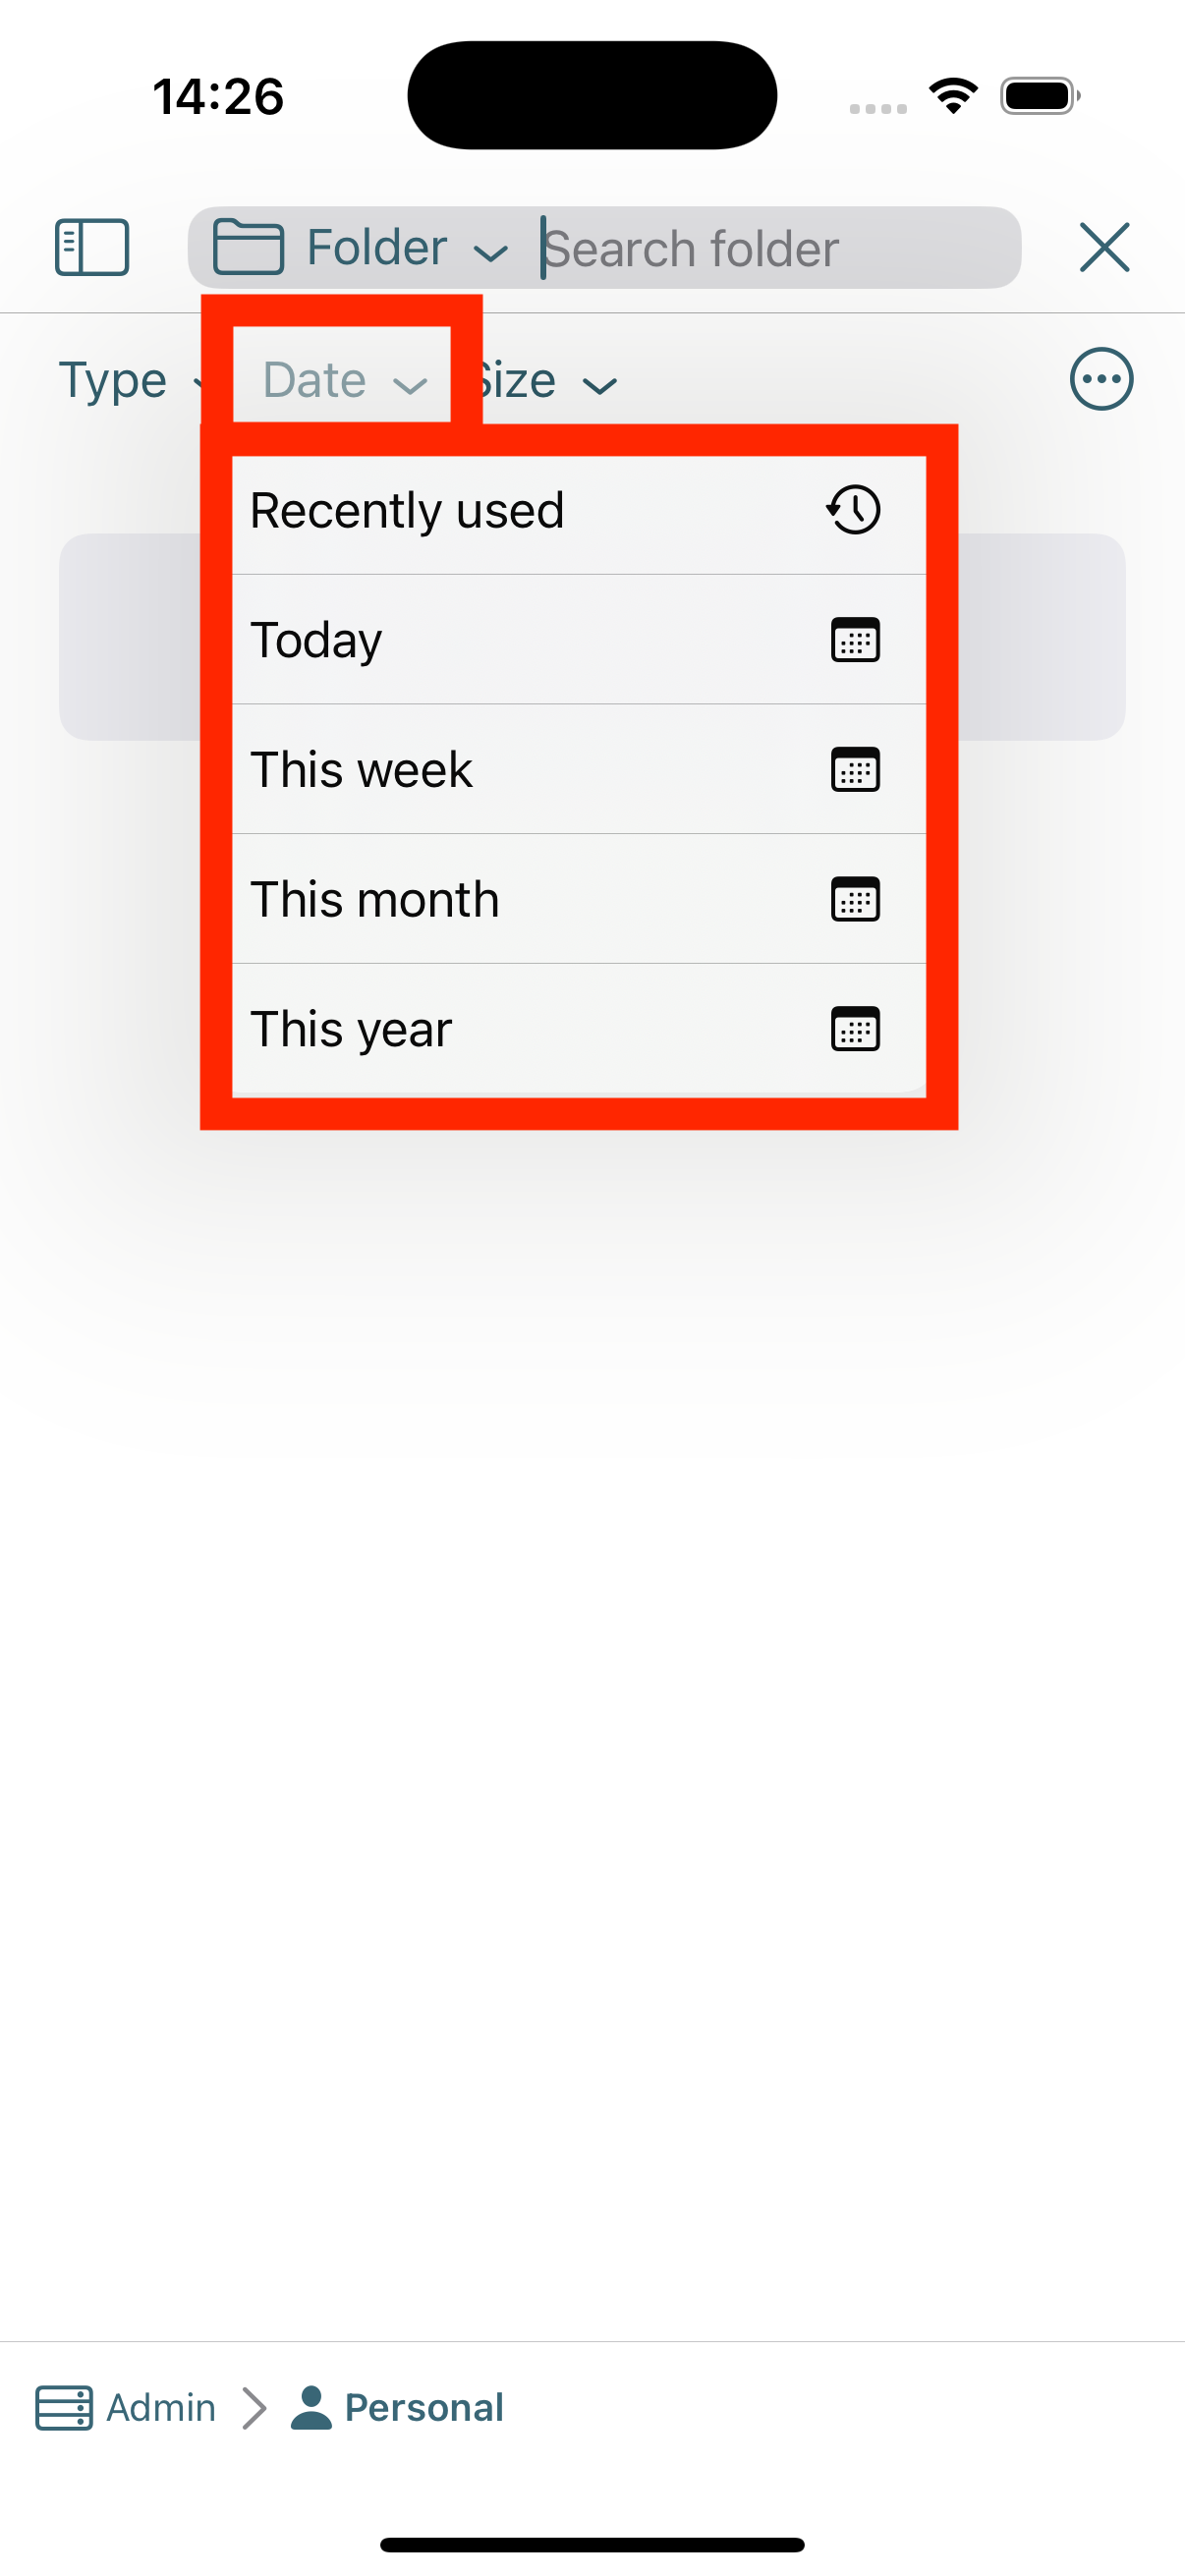 14:26
Folder Search folder
Type Date Size
Recently used
Today
This week
This month
This year
Admin Personal